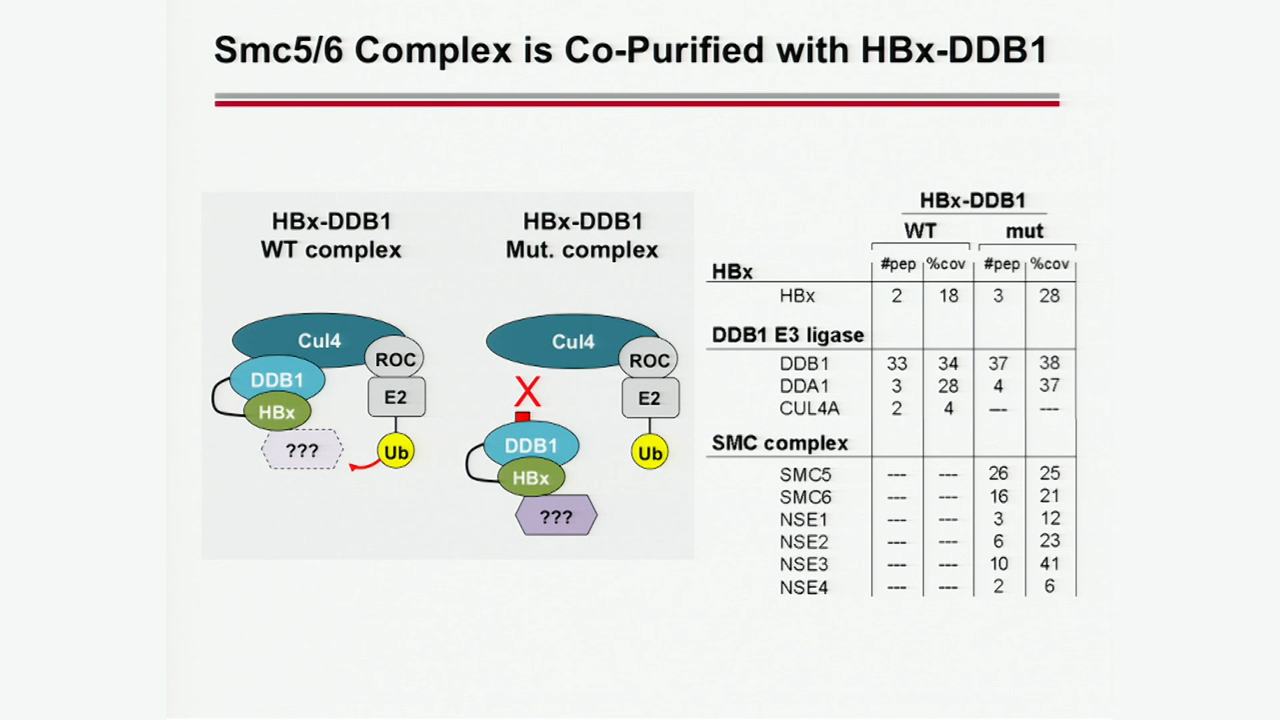 Smc5/6 Complex is Co-Purified with HBx-DDB1
HBx-DDB1
WT complex
Cul4
ROC
DDB1
E2
HBx
???
Ub
HBx-DDB1
Mut. complex
Cul4
ROC
X
E2
DDB1
Ub
HBx
???
HBx-DDB1
WT mut
#pep %cov #pep %cov
HBx
HBx 2 18 3 28
DDB1 E3 ligase
DDB1 33 34 37 38
DDA1 3 28 4 37
CUL4A 2 4 --- ---
SMC complex
SMC5 --- --- 26 25
SMC6 --- --- 16 21
NSE1 --- --- 3 12
NSE2 --- --- 6 23
NSE3 --- --- 10 41
NSE4 --- --- 2 6